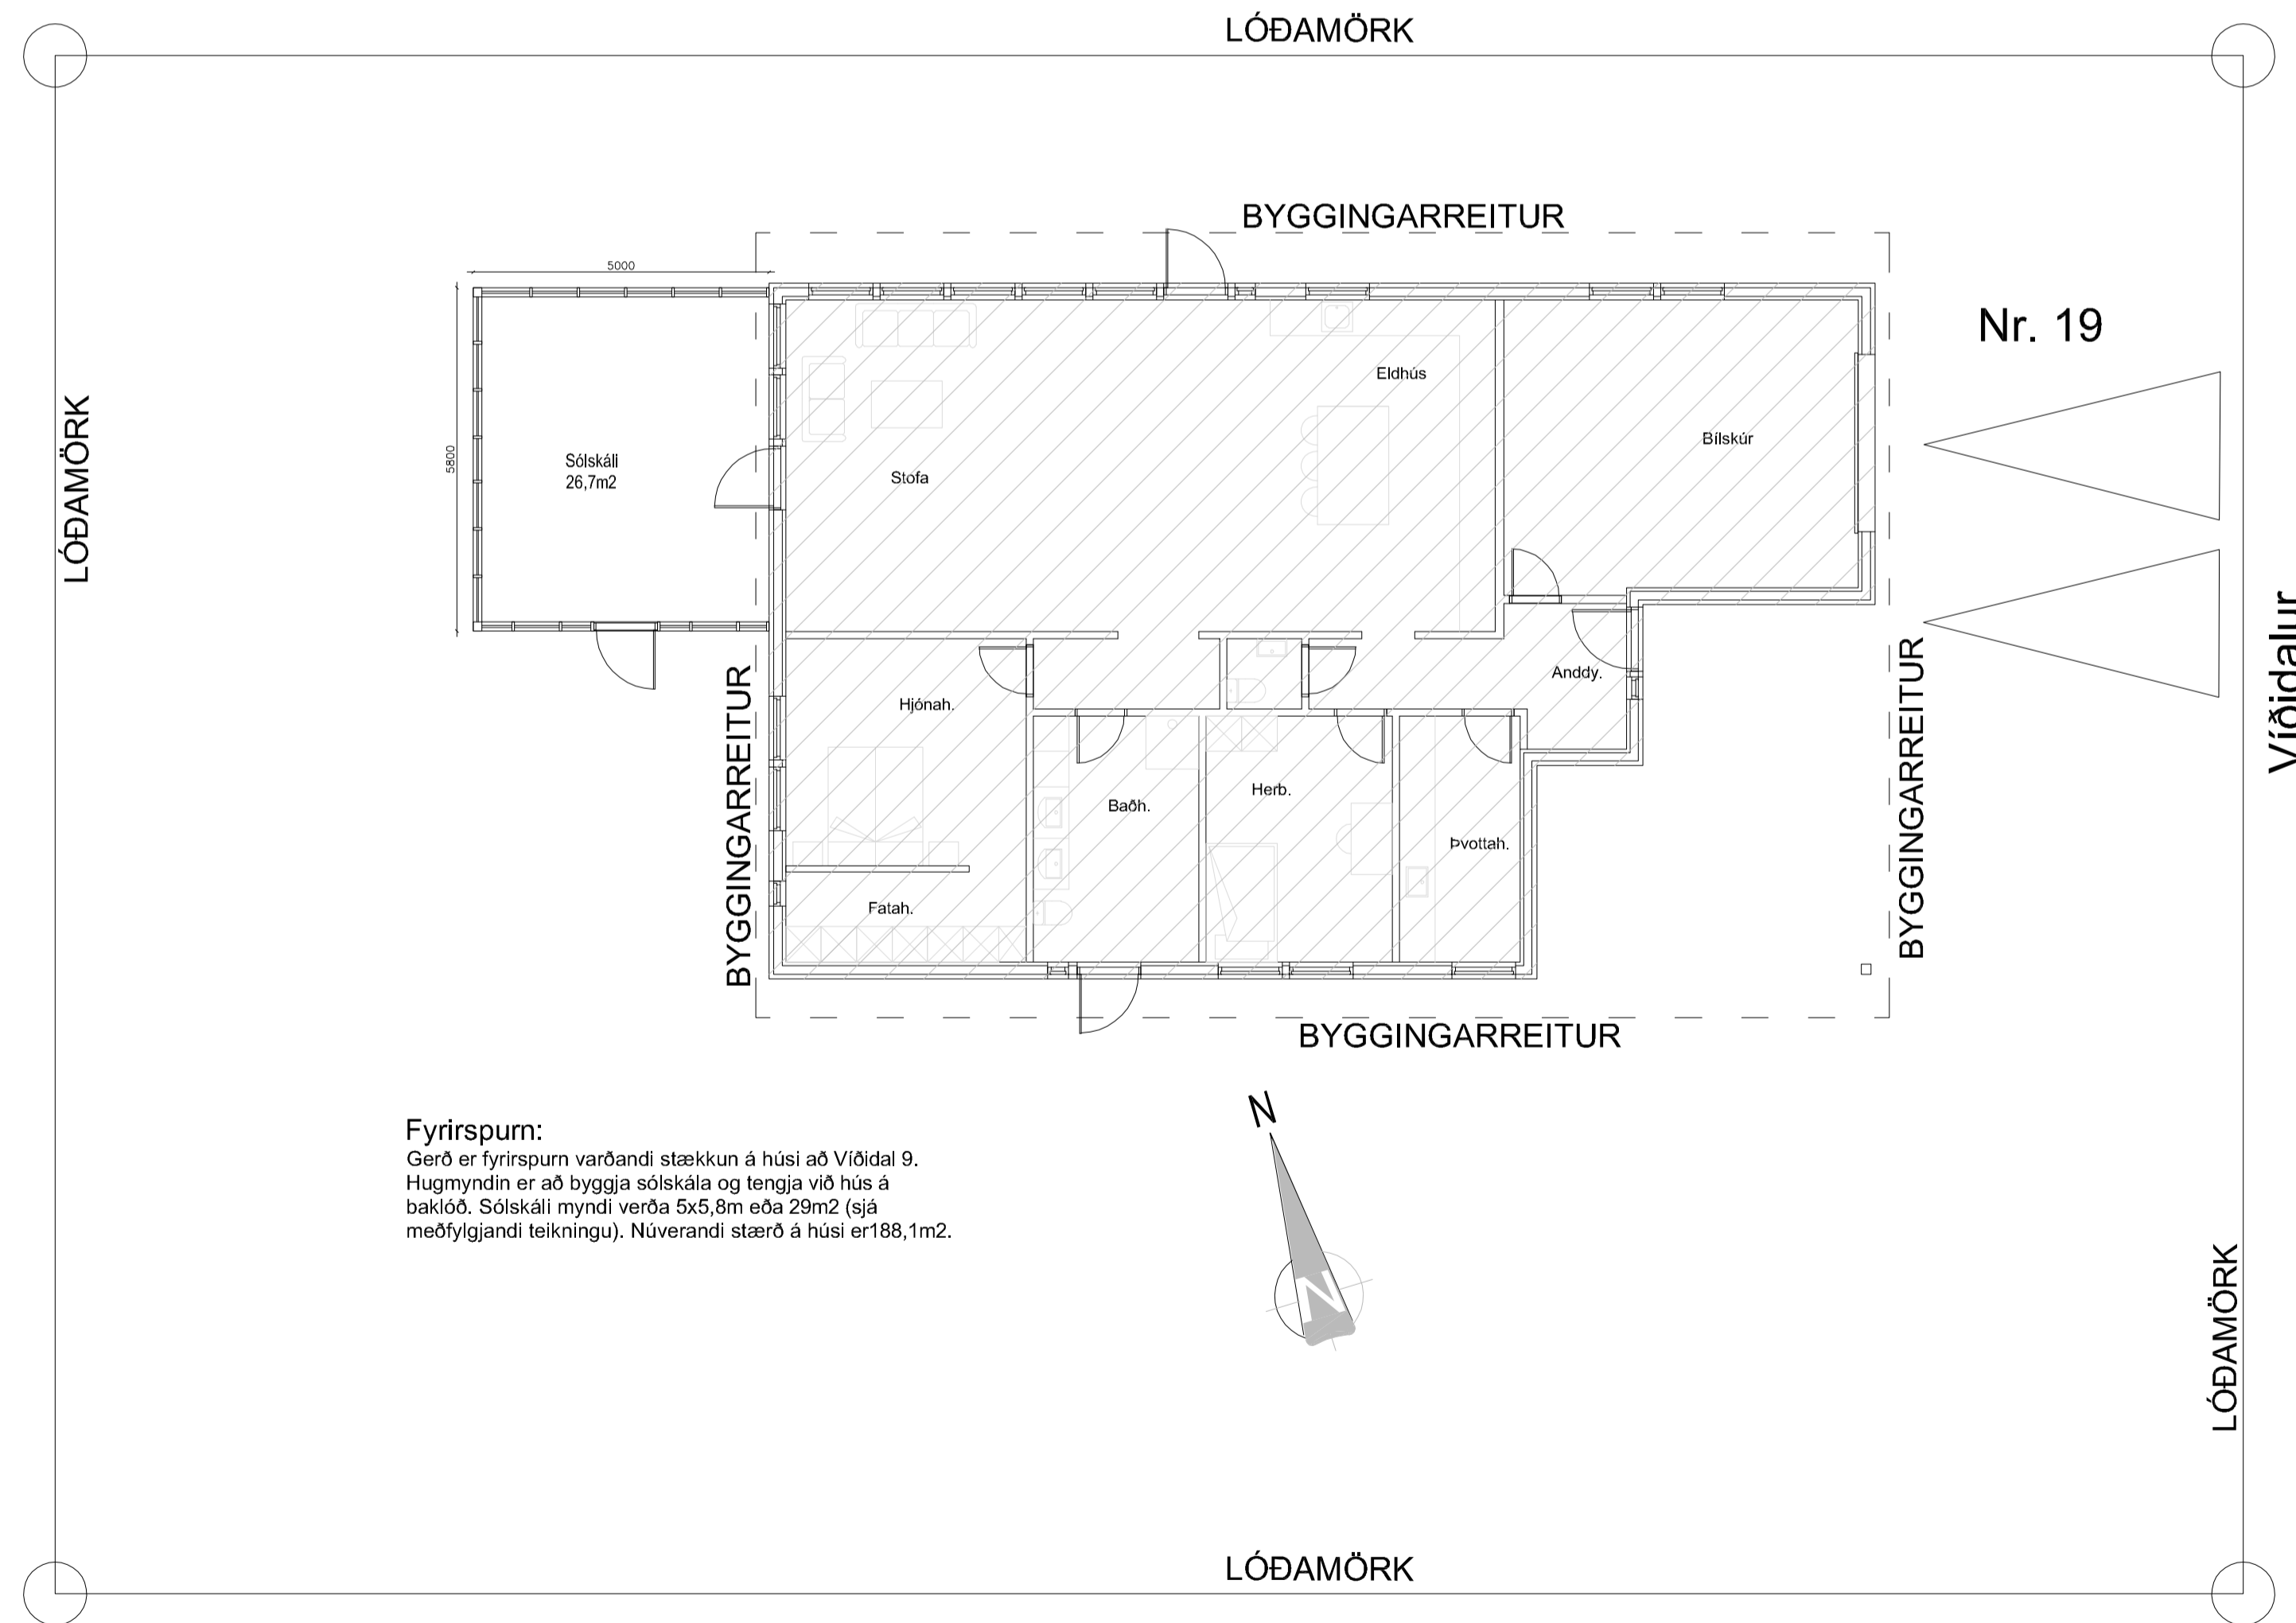 LÓÐAMÖRK
BYGGINGARREITUR
5000
Nr. 19
Eldhús
LÓÐAMÖRK
5800
Sólskáli
26,7m2
Stofa
Bílskúr
Víðidalur
BYGGINGARREITUR
Hjónah.
Anddy.
BYGGINGARREITUR
Baðh.
Herb.
Þvottah.
Fatah.
BYGGINGARREITUR
N
Fyrirspurn:
Gerð er fyrirspurn varðandi stækkun á húsi að Víðidal 9.
Hugmyndin er að byggja sólskála og tengja við hús á
baklóð. Sólskáli myndi verða 5x5,8m eða 29m2 (sjá
meðfylgjandi teikningu). Núverandi stærð á húsi er188,1m2.
N
LÓÐAMÖRK
LÓÐAMÖRK